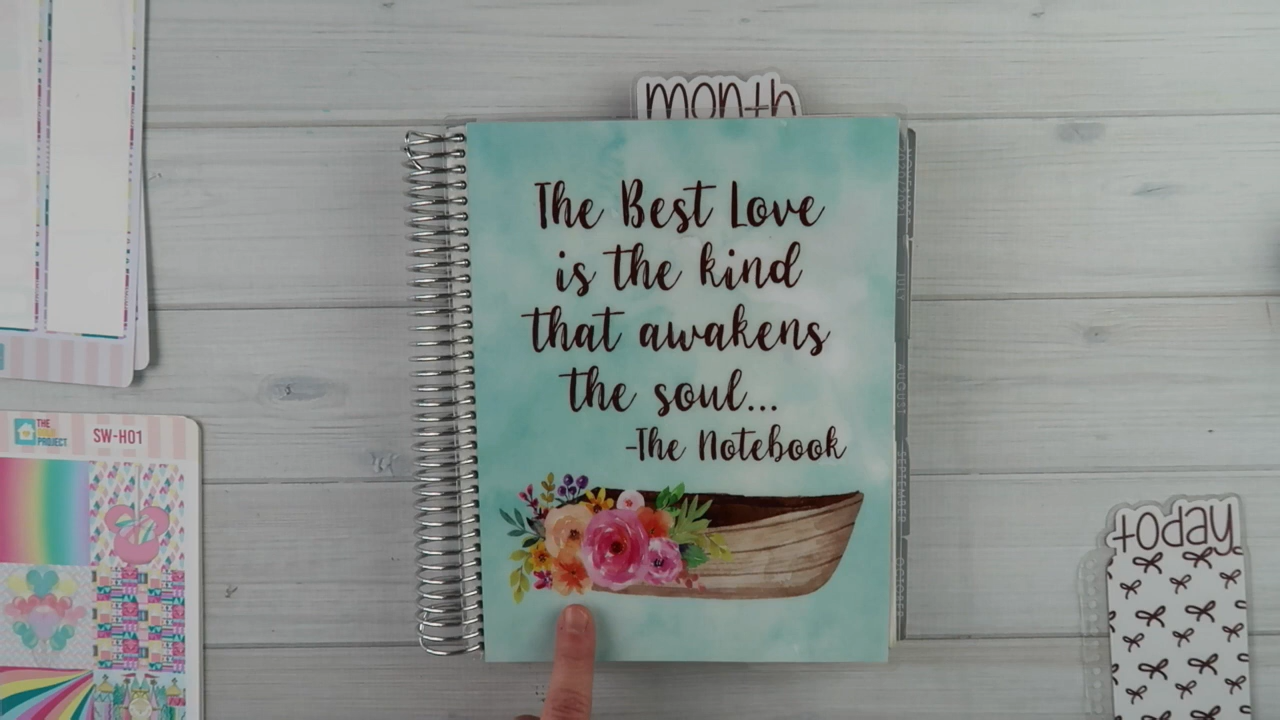 month
The Best Love
is the kind
that awakens
the soul...
-The Notebook
JULY
AUGUST
SEPTEMBER
OCTOBER
THE
PROJECT
SW-H01
today